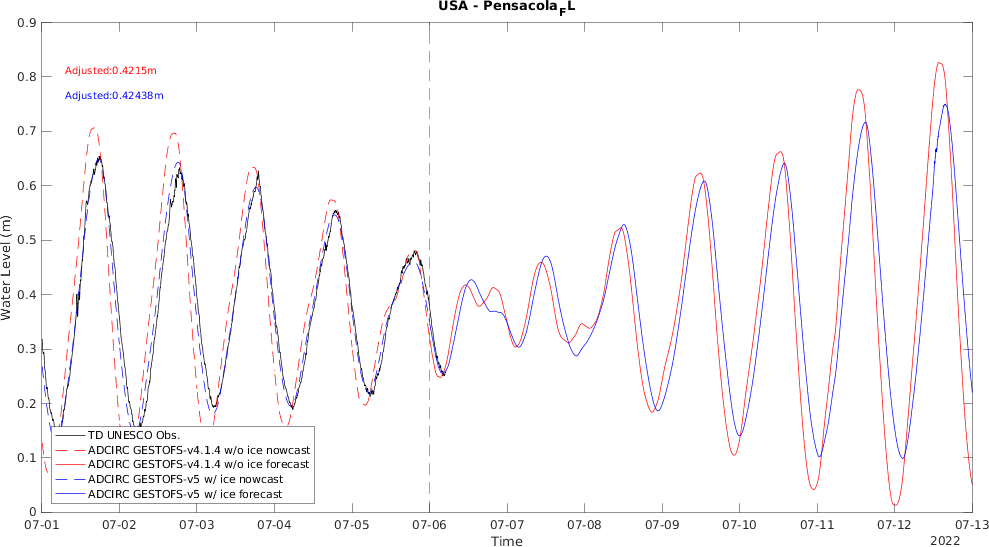 USA - Pensacola_FL
Adjusted:0.4215m
Adjusted:0.42438m
0.9
0.8
0.7
0.6
0.5
0.4
0.3
0.2
0.1
0
Water Level (m)
TD UNESCO Obs.
ADCIRC GESTOFS-v4.1.4 w/o ice nowcast
ADCIRC GESTOFS-v4.1.4 w/o ice forecast
ADCIRC GESTOFS-v5 w/ ice nowcast
ADCIRC GESTOFS-v5 w/ ice forecast
07-01 07-02 07-03 07-04 07-05 07-06 07-07 07-08 07-09 07-10 07-11 07-12 07-13
Time
2022